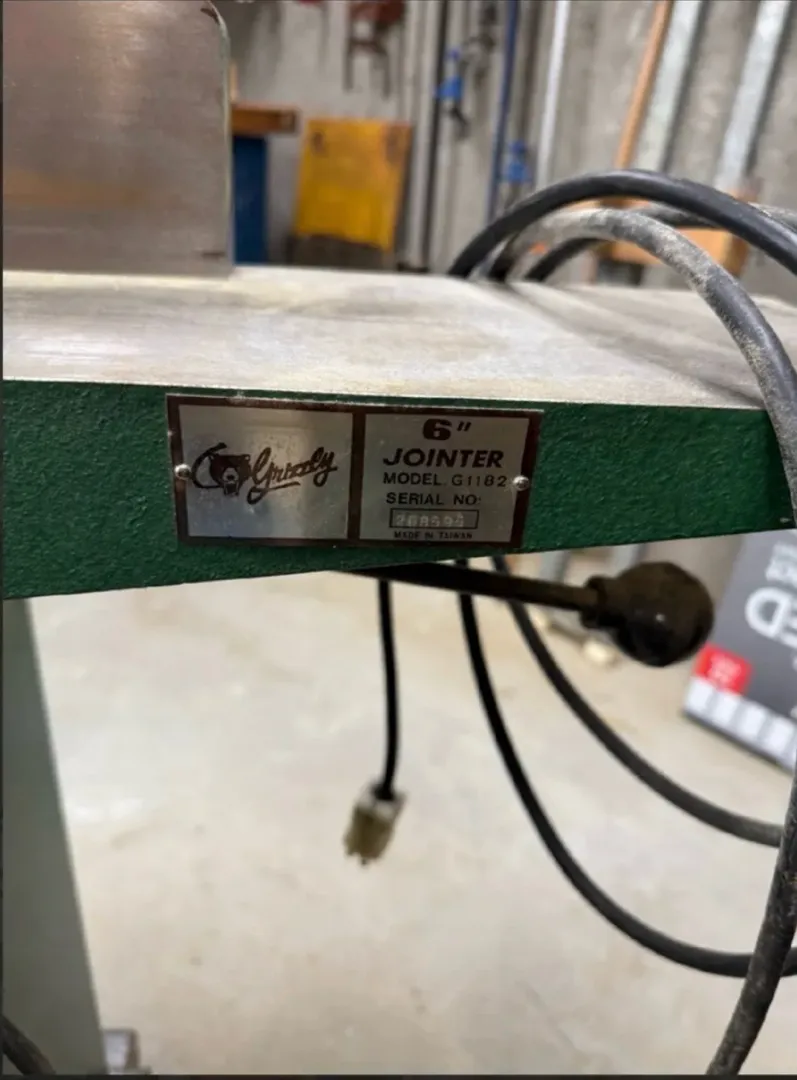 Grizzly
6"
JOINTER
MODEL. G1182
SERIAL NO:
MADE IN TAIWAN